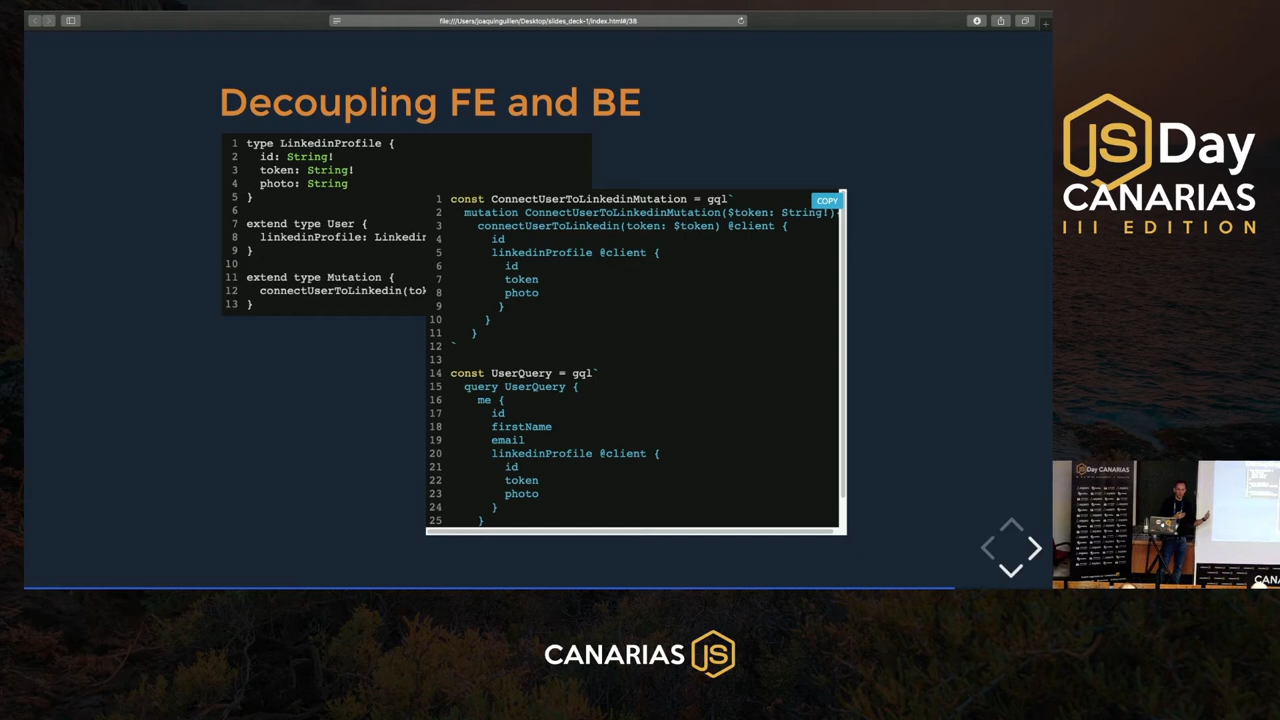 file:///Users/joaquinguillen/Desktop/slides_deck-1/index.html#/38
Decoupling FE and BE
1 type LinkedinProfile {
2 id: String!
3 token: String!
4 photo: String
5 }
6
7 extend type User {
8 linkedinProfile: Linkedin
9 }
10
11 extend type Mutation {
12 connectUserToLinkedin(tok
13 }
COPY
1 const ConnectUserToLinkedinMutation = gql`
2 mutation ConnectUserToLinkedinMutation($token: String!){
3 connectUserToLinkedin(token: $token) @client {
4 id
5 linkedinProfile @client {
6 id
7 token
8 photo
9 }
10 }
11 }
12 `
13
14 const UserQuery = gql`
15 query UserQuery {
16 me {
17 id
18 firstName
19 email
20 linkedinProfile @client {
21 id
22 token
23 photo
24 }
25 }
JS Day
CANARIAS
III EDITION
JS Day CANARIAS
CANARIAS JS